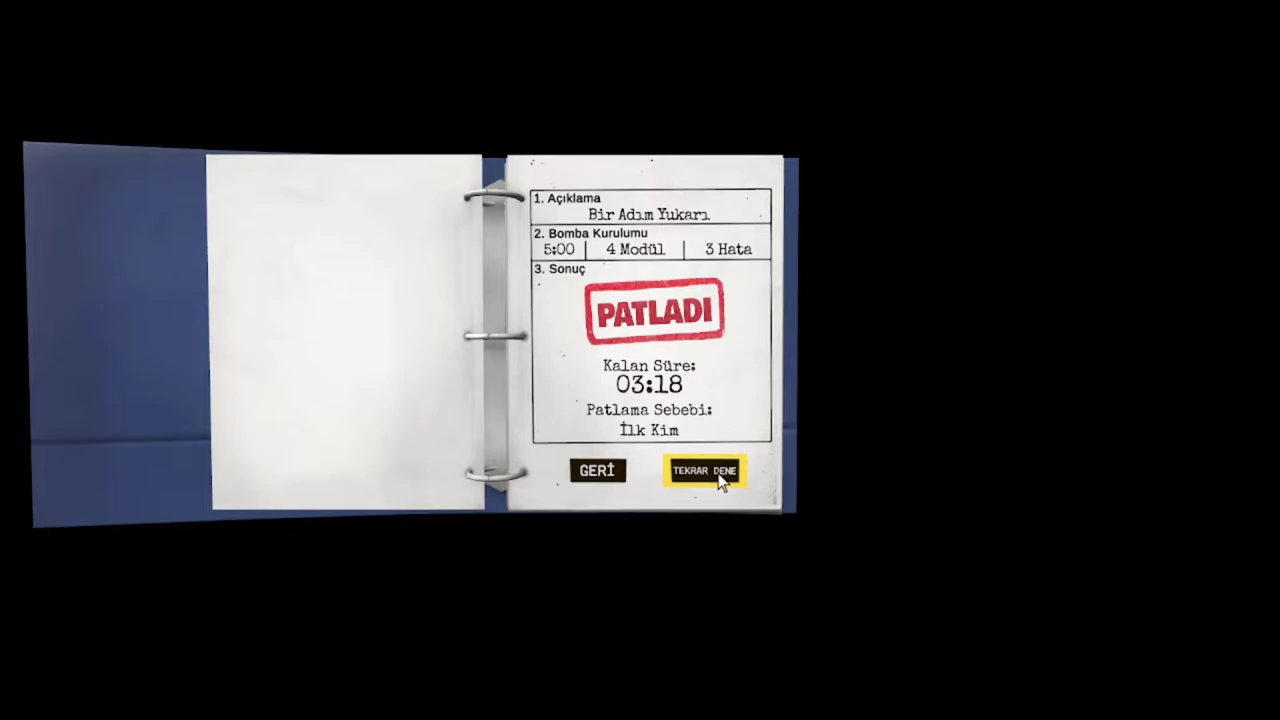 1. Açıklama
Bir Adım Yukarı
2. Bomba Kurulumu
5:00 | 4 Modül | 3 Hata
3. Sonuç
PATLADI
Kalan Süre:
03:18
Patlama Sebebi:
İlk Kim
GERİ
TEKRAR DENE